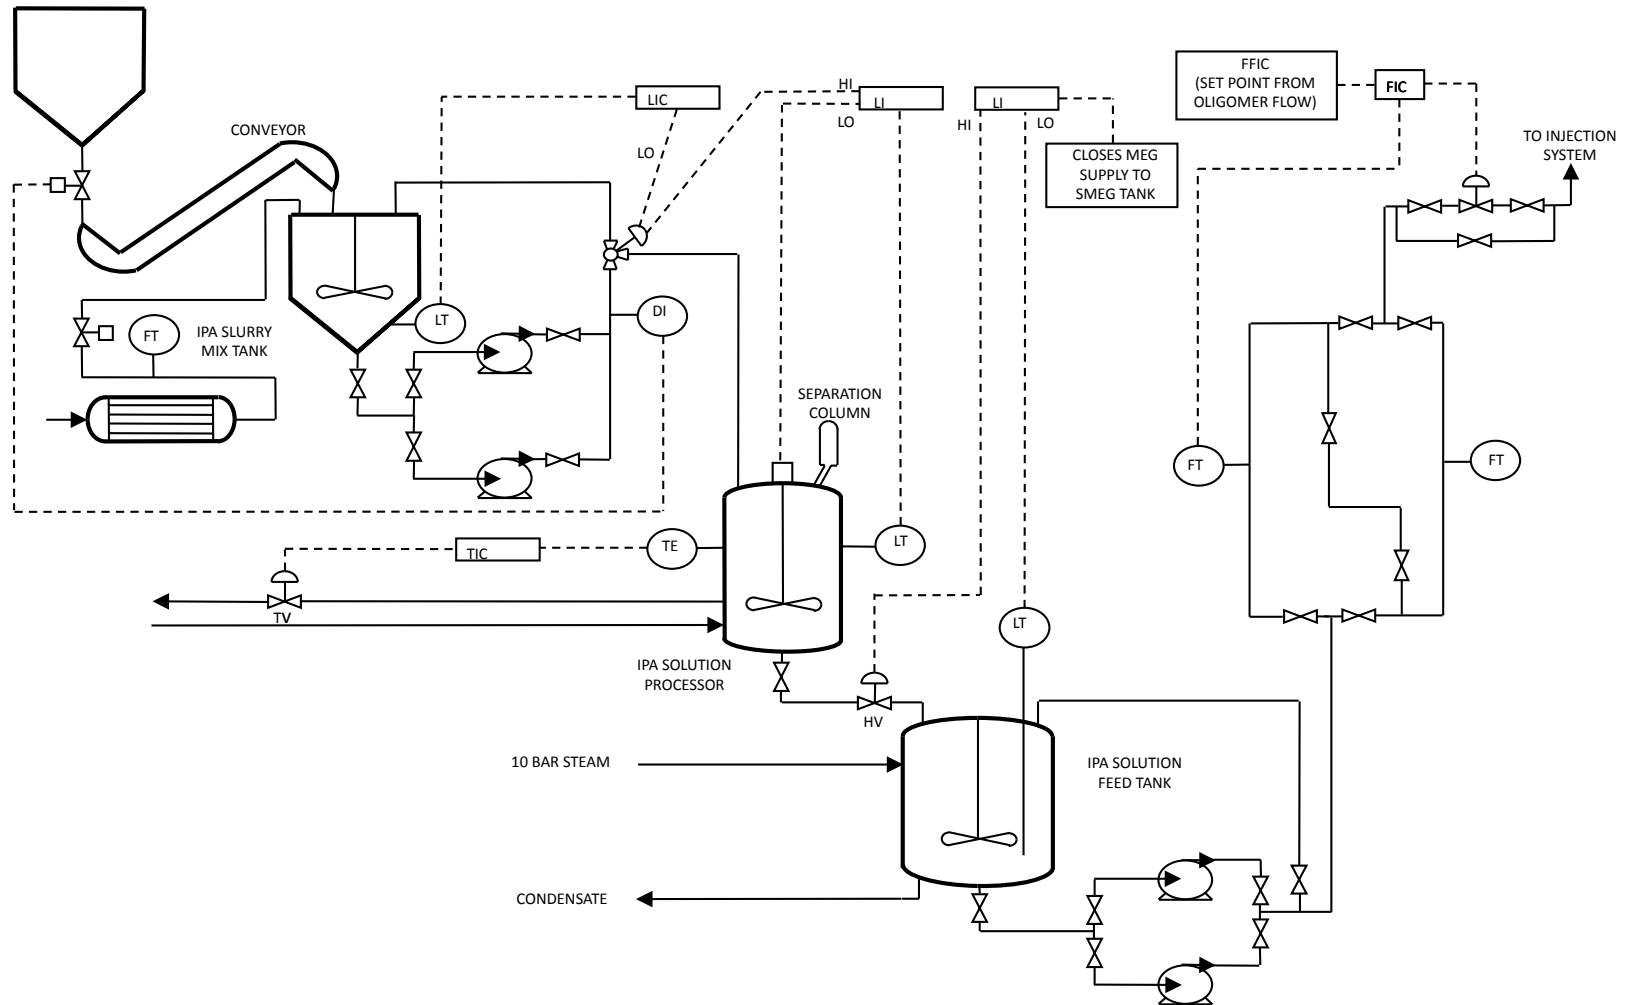 FFIC
(SET POINT FROM
OLIGOMER FLOW)
FIC
HI
LIC
LI
LI
LO
HI
LO
CONVEYOR
TO INJECTION
SYSTEM
LO
CLOSES MEG
SUPPLY TO
SMEG TANK
DI
LT
IPA SLURRY
MIX TANK
FT
SEPARATION
COLUMN
FT
FT
TIC
TE
LT
TV
LT
IPA SOLUTION
PROCESSOR
HV
10 BAR STEAM
IPA SOLUTION
FEED TANK
CONDENSATE